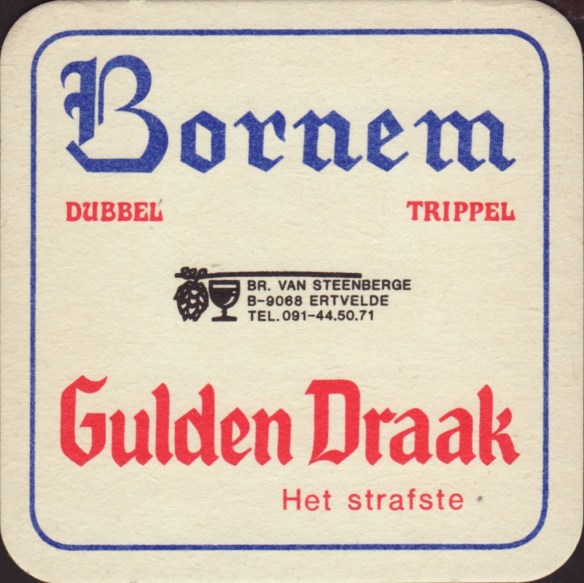 Bornem
DUBBEL TRIPPEL
BR. VAN STEENBERGE
B-9068 ERTVELDE
TEL. 091-44.50.71
Gulden Draak
Het strafste